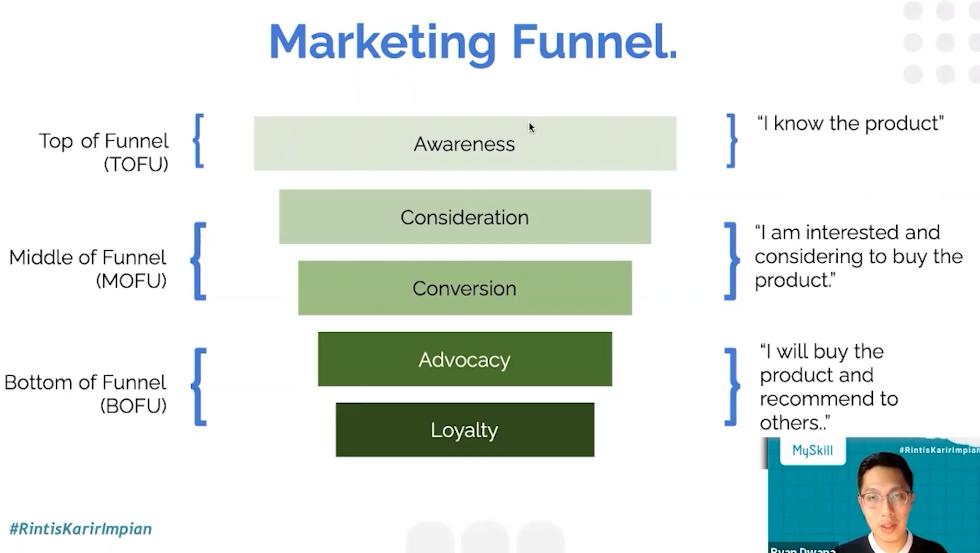 Marketing Funnel.
Top of Funnel
(TOFU)
Awareness
“I know the product”
Consideration
Middle of Funnel
(MOFU)
“I am interested and
considering to buy the
product.”
Conversion
Advocacy
Bottom of Funnel
(BOFU)
“I will buy the
product and
recommend to
others..”
Loyalty
MySkill
#RintisKarirImpian
#RintisKarirImpian